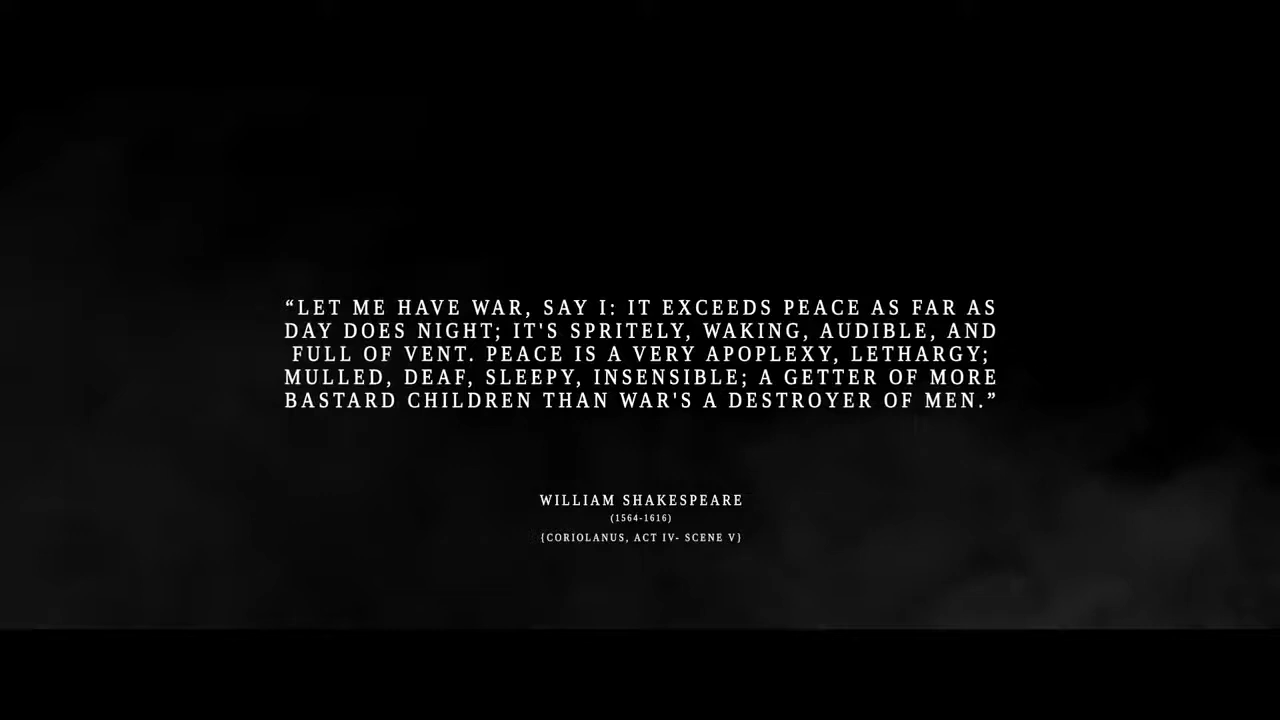 “LET ME HAVE WAR, SAY I: IT EXCEEDS PEACE AS FAR AS
DAY DOES NIGHT; IT'S SPRITELY, WAKING, AUDIBLE, AND
FULL OF VENT. PEACE IS A VERY APOPLEXY, LETHARGY;
MULLED, DEAF, SLEEPY, INSENSIBLE; A GETTER OF MORE
BASTARD CHILDREN THAN WAR'S A DESTROYER OF MEN.”
WILLIAM SHAKESPEARE
(1564-1616)
{CORIOLANUS, ACT IV- SCENE V}